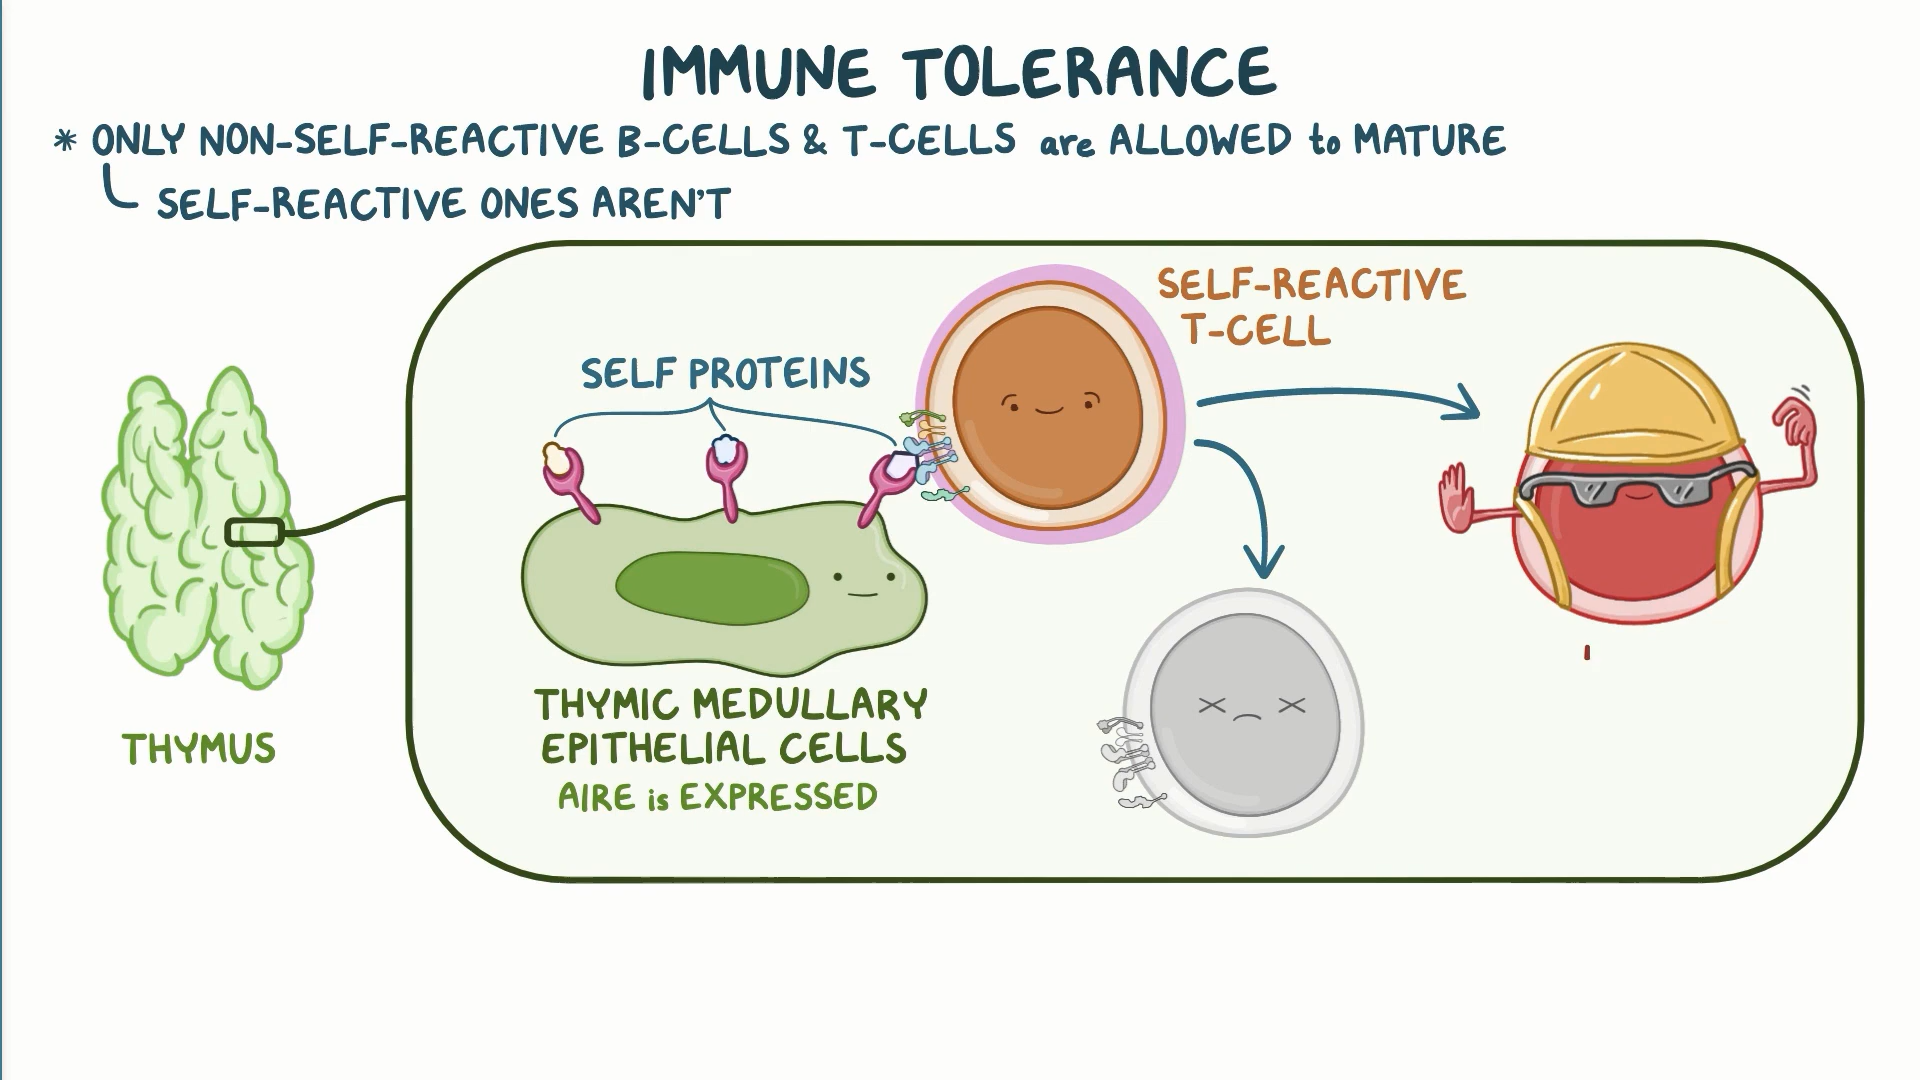 IMMUNE TOLERANCE
* ONLY NON-SELF-REACTIVE B-CELLS & T-CELLS are ALLOWED to MATURE
SELF-REACTIVE ONES AREN'T
SELF-REACTIVE
T-CELL
SELF PROTEINS
THYMIC MEDULLARY
EPITHELIAL CELLS
AIRE is EXPRESSED
THYMUS